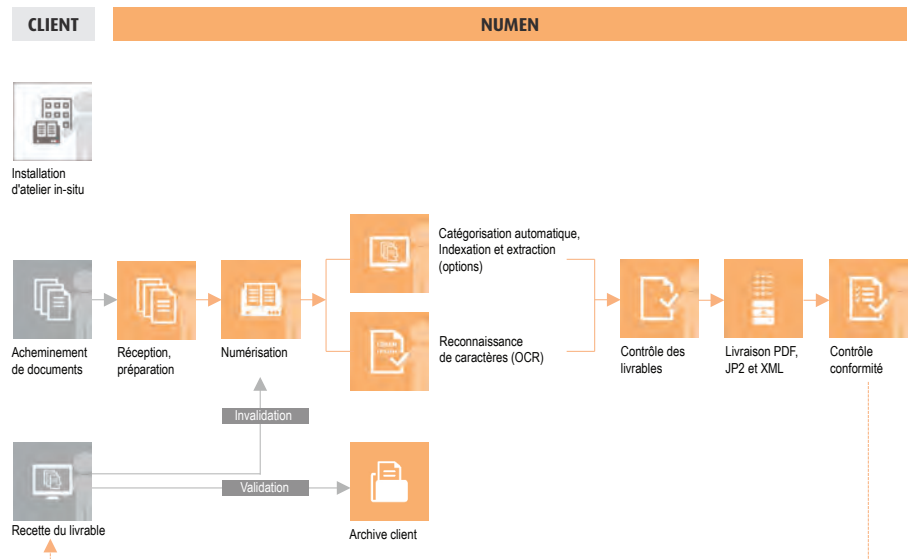 CLIENT
NUMEN
Installation
d'atelier in-situ
Catégorisation automatique,
Indexation et extraction
(options)
Acheminement
de documents
Réception,
préparation
Numérisation
Reconnaissance
de caractères (OCR)
Contrôle des
livrables
Livraison PDF,
JP2 et XML
Contrôle
conformité
Invalidation
Validation
Recette du livrable
Archive client